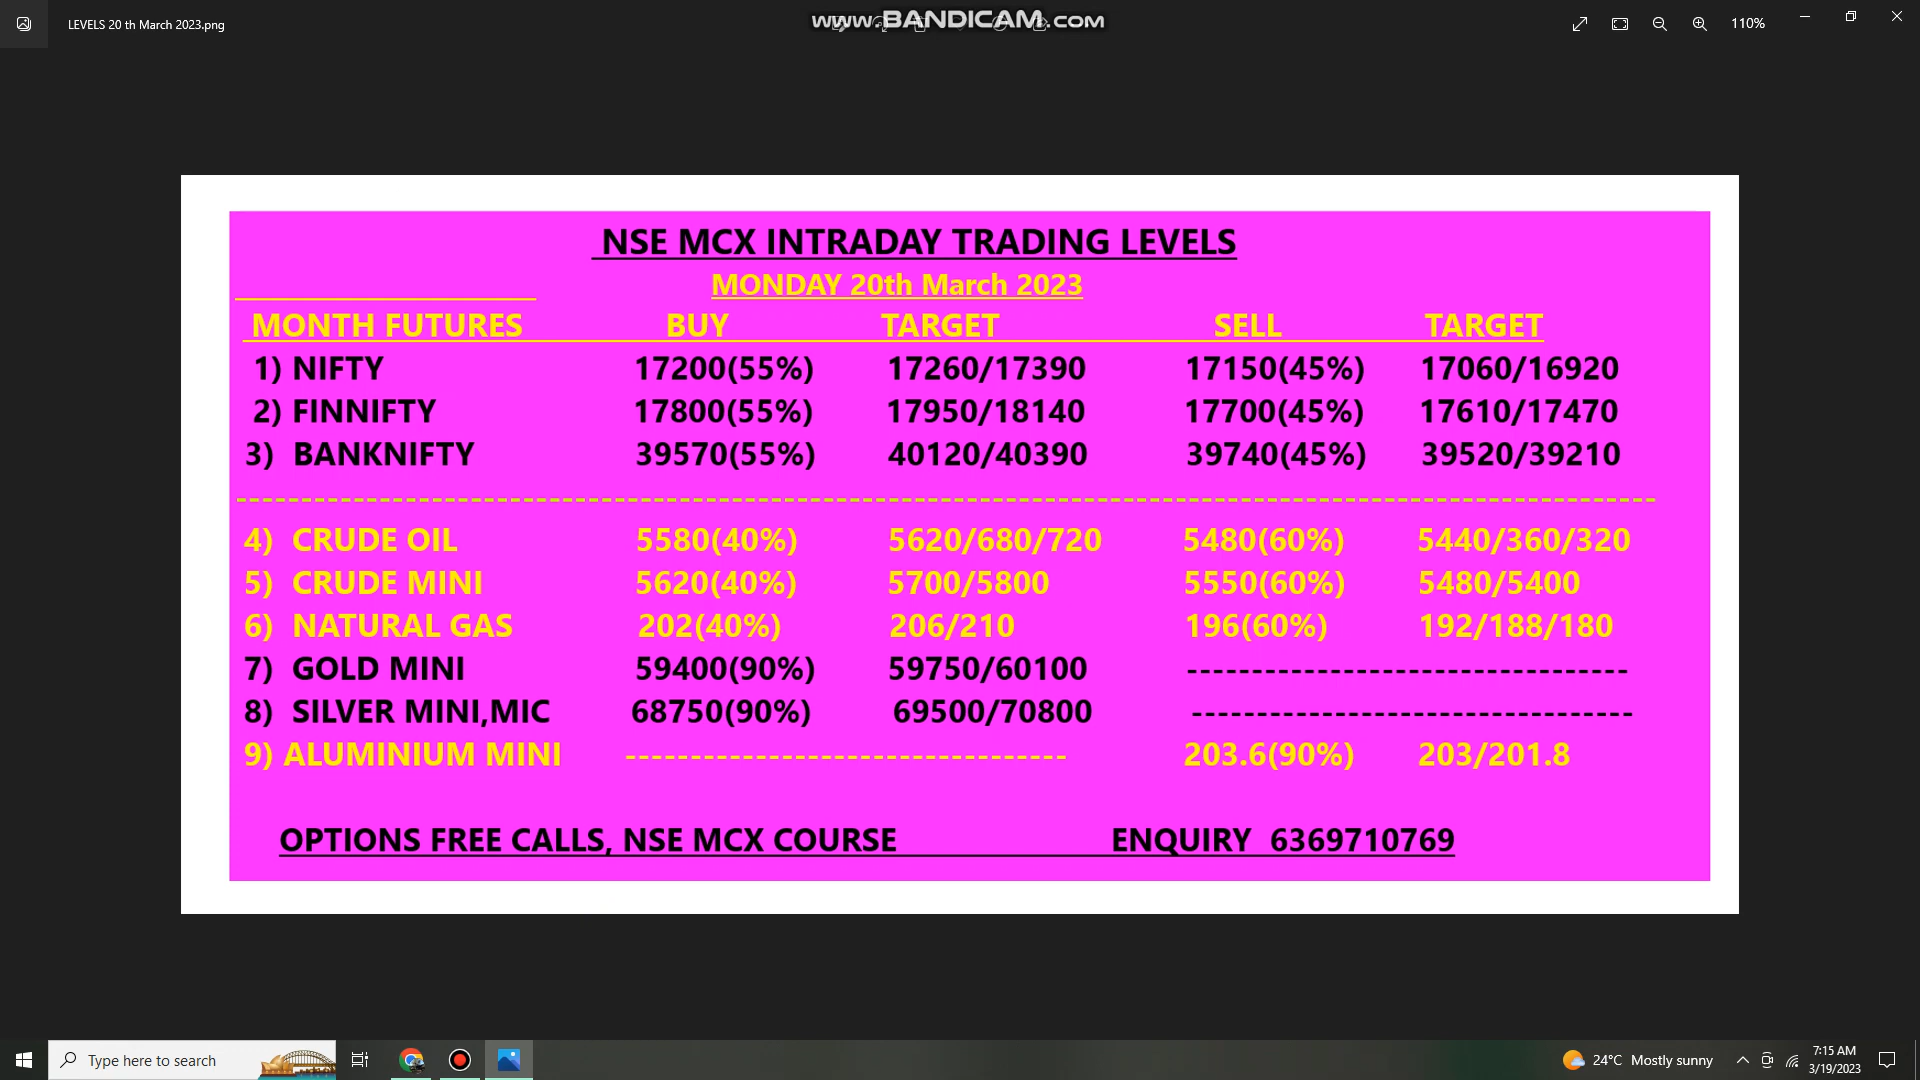 LEVELS 20 th March 2023.png
www.BANDICAM.com
110%
NSE MCX INTRADAY TRADING LEVELS
MONDAY 20th March 2023
MONTH FUTURES BUY TARGET SELL TARGET
1) NIFTY 17200(55%) 17260/17390 17150(45%) 17060/16920
2) FINNIFTY 17800(55%) 17950/18140 17700(45%) 17610/17470
3) BANKNIFTY 39570(55%) 40120/40390 39740(45%) 39520/39210
4) CRUDE OIL 5580(40%) 5620/680/720 5480(60%) 5440/360/320
5) CRUDE MINI 5620(40%) 5700/5800 5550(60%) 5480/5400
6) NATURAL GAS 202(40%) 206/210 196(60%) 192/188/180
7) GOLD MINI 59400(90%) 59750/60100 ----------------------------------
8) SILVER MINI,MIC 68750(90%) 69500/70800 ----------------------------------
9) ALUMINIUM MINI ---------------------------------- 203.6(90%) 203/201.8
OPTIONS FREE CALLS, NSE MCX COURSE ENQUIRY 6369710769
Type here to search
24°C Mostly sunny
7:15 AM
3/19/2023